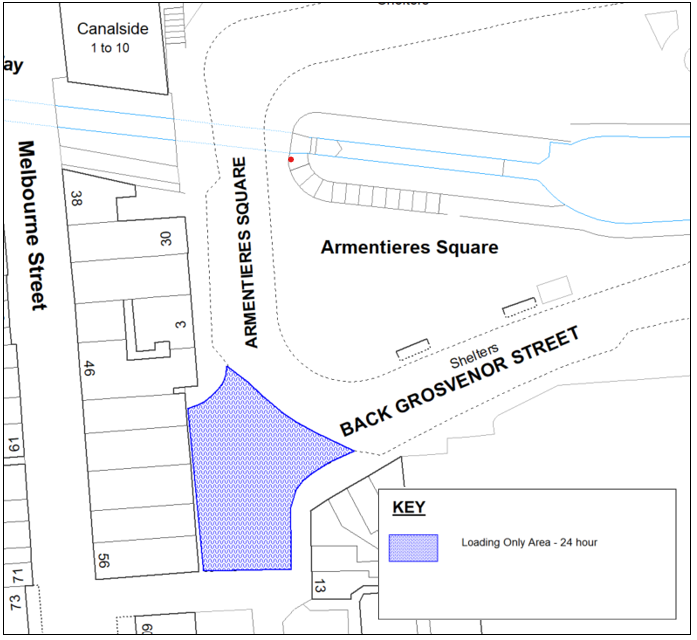 Shelters
Canalside
1 to 10
ay
Melbourne Street
38
30
ARMENTIERES SQUARE
Armentieres Square
3
46
Shelters
BACK GROSVENOR STREET
61
56
71
73
13
KEY
Loading Only Area - 24 hour